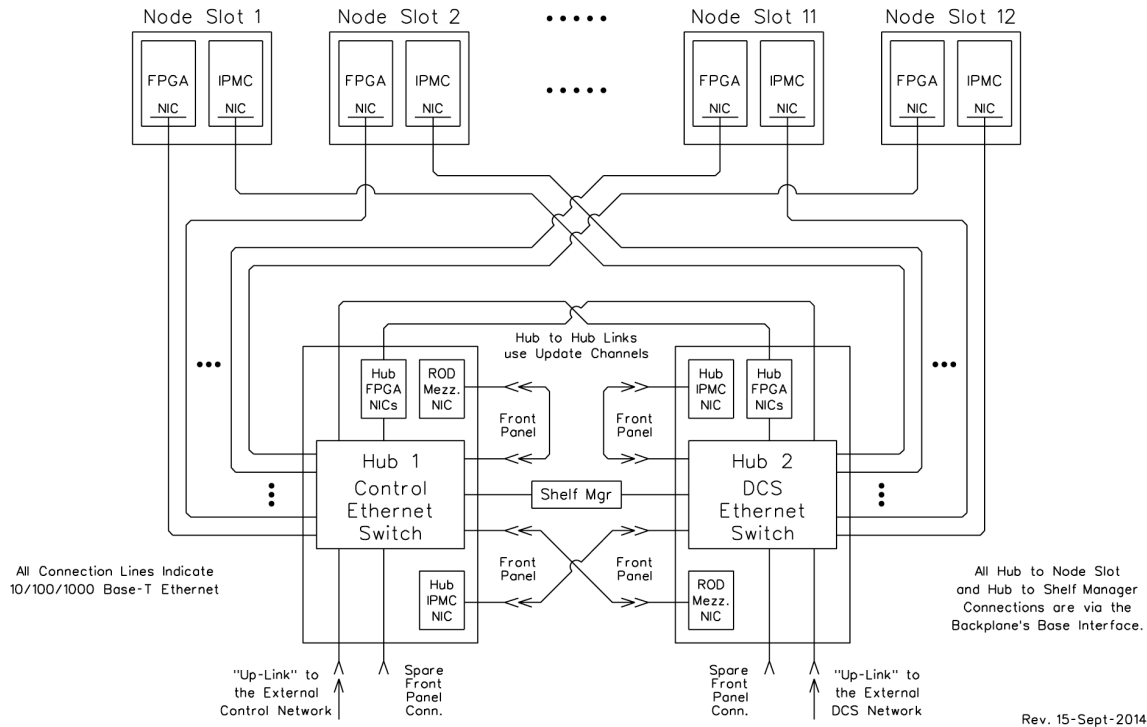 Node Slot 1
Node Slot 2
Node Slot 11
Node Slot 12
FPGA
NIC
IPMC
NIC
FPGA
NIC
IPMC
NIC
FPGA
NIC
IPMC
NIC
FPGA
NIC
IPMC
NIC
Hub to Hub Links
use Update Channels
Hub
FPGA
NICs
ROD
Mezz.
NIC
Front
Panel
Front
Panel
Hub
IPMC
NIC
Hub
FPGA
NICs
Hub 1
Control
Ethernet
Switch
Shelf Mgr
Hub 2
DCS
Ethernet
Switch
Hub
IPMC
NIC
Front
Panel
Front
Panel
ROD
Mezz.
NIC
All Connection Lines Indicate
10/100/1000 Base-T Ethernet
All Hub to Node Slot
and Hub to Shelf Manager
Connections are via the
Backplane's Base Interface.
"Up-Link" to
the External
Control Network
Spare
Front
Panel
Conn.
Spare
Front
Panel
Conn.
"Up-Link" to
the External
DCS Network
Rev. 15-Sept-2014